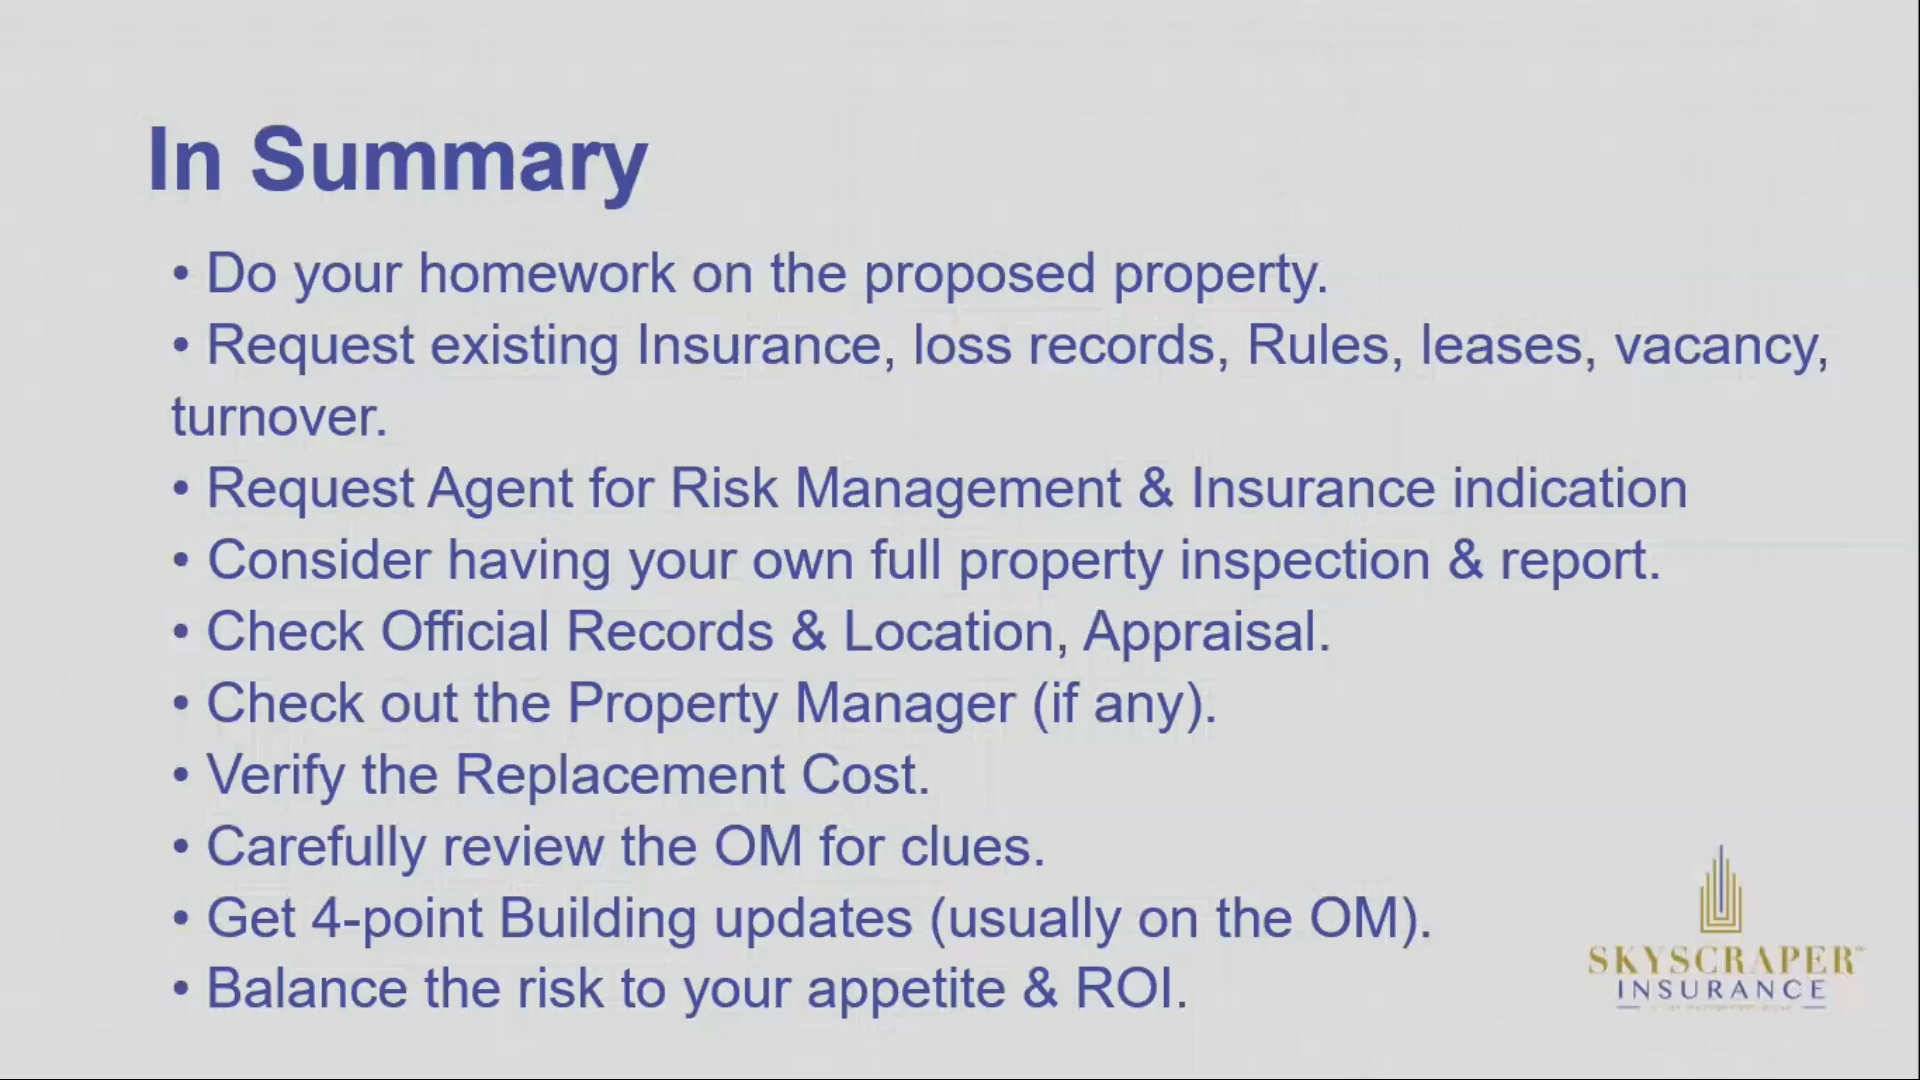 In Summary
• Do your homework on the proposed property.
• Request existing Insurance, loss records, Rules, leases, vacancy,
turnover.
• Request Agent for Risk Management & Insurance indication
• Consider having your own full property inspection & report.
• Check Official Records & Location, Appraisal.
• Check out the Property Manager (if any).
• Verify the Replacement Cost.
• Carefully review the OM for clues.
• Get 4-point Building updates (usually on the OM).
• Balance the risk to your appetite & ROI.
SKYSCRAPER™
INSURANCE